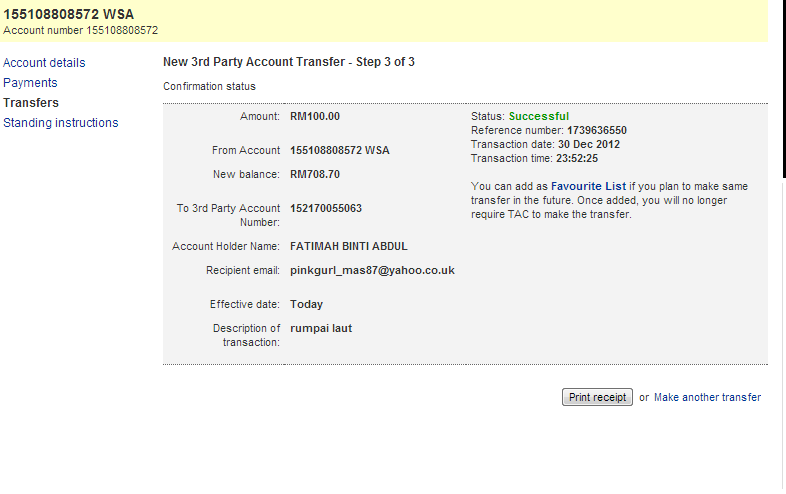 155108808572 WSA
Account number 155108808572
Account details
Payments
Transfers
Standing instructions
New 3rd Party Account Transfer - Step 3 of 3
Confirmation status
Amount: RM100.00
From Account 155108808572 WSA
New balance: RM708.70
To 3rd Party Account Number: 152170055063
Account Holder Name: FATIMAH BINTI ABDUL
Recipient email: pinkgurl_mas87@yahoo.co.uk
Effective date: Today
Description of transaction: rumpai laut
Status: Successful
Reference number: 1739636550
Transaction date: 30 Dec 2012
Transaction time: 23:52:25
You can add as Favourite List if you plan to make same
transfer in the future. Once added, you will no longer
require TAC to make the transfer.
Print receipt or Make another transfer